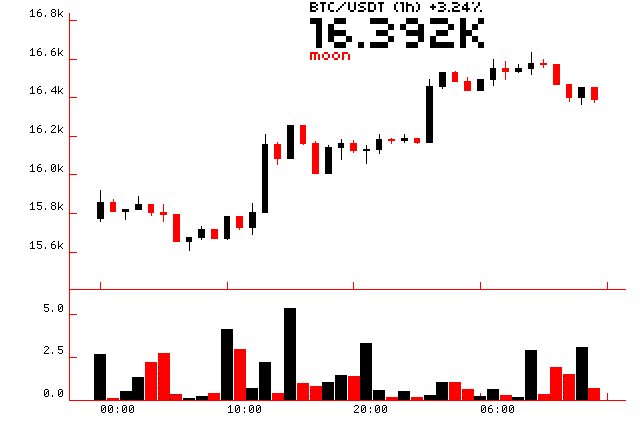 BTC/USDT (1h) +3.24%
16.392K
moon
16.8k
16.6k
16.4k
16.2k
16.0k
15.8k
15.6k
5.0
2.5
0.0
00:00 10:00 20:00 06:00